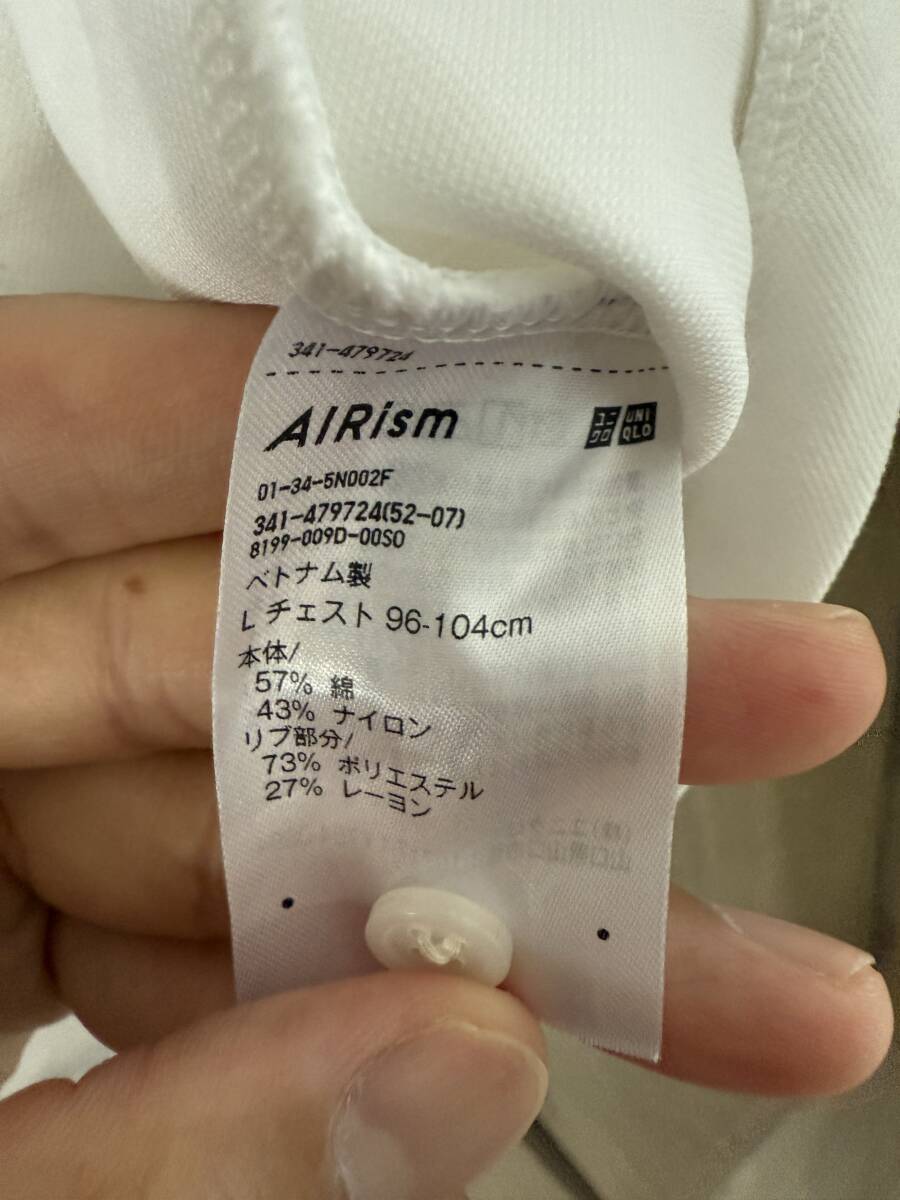 341-479724
AIRism
ユニクロ UNIQLO
01-34-5N002F
341-479724(52-07)
8199-009D-00S0
ベトナム製
L チェスト 96-104cm
本体/
57% 綿
43% ナイロン
リブ部分/
73% ポリエステル
27% レーヨン